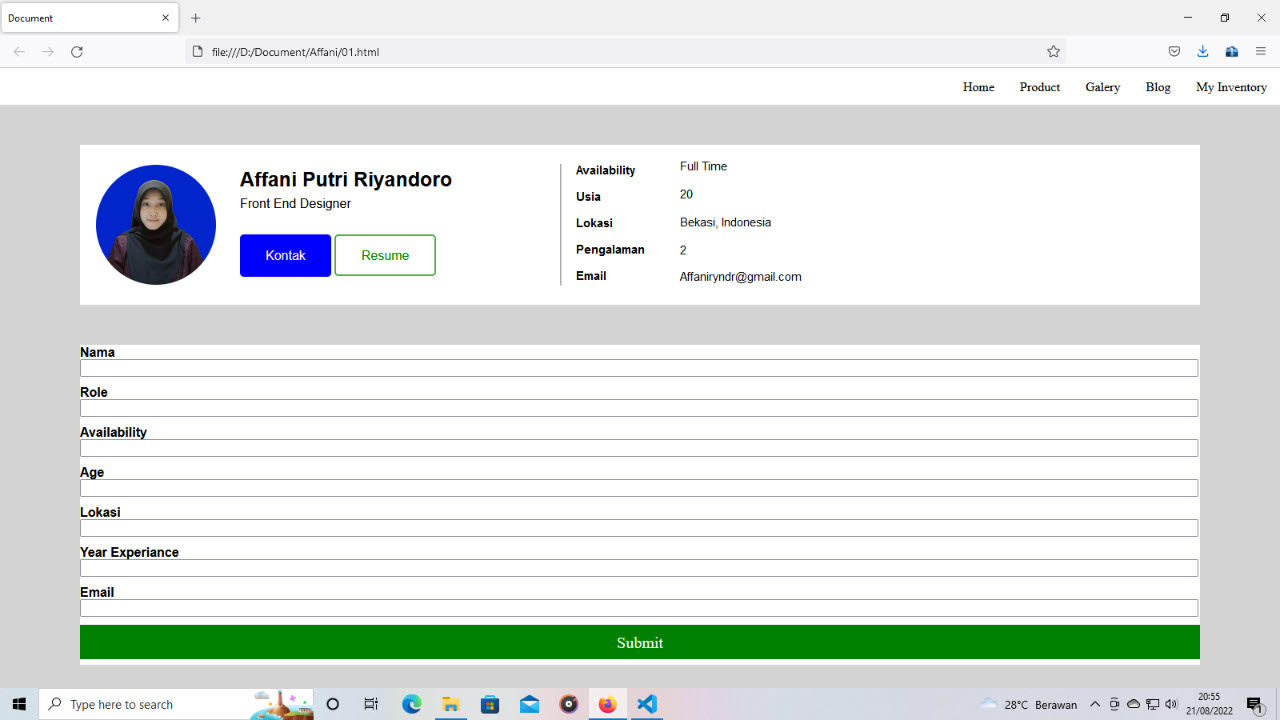 Document
file:///D:/Document/Affani/01.html
Home Product Galery Blog My Inventory
Affani Putri Riyandoro
Front End Designer
Kontak Resume
Availability Full Time
Usia 20
Lokasi Bekasi, Indonesia
Pengalaman 2
Email Affaniryndr@gmail.com
Nama
Role
Availability
Age
Lokasi
Year Experiance
Email
Submit
Type here to search
28°C Berawan
20:55
21/08/2022
1